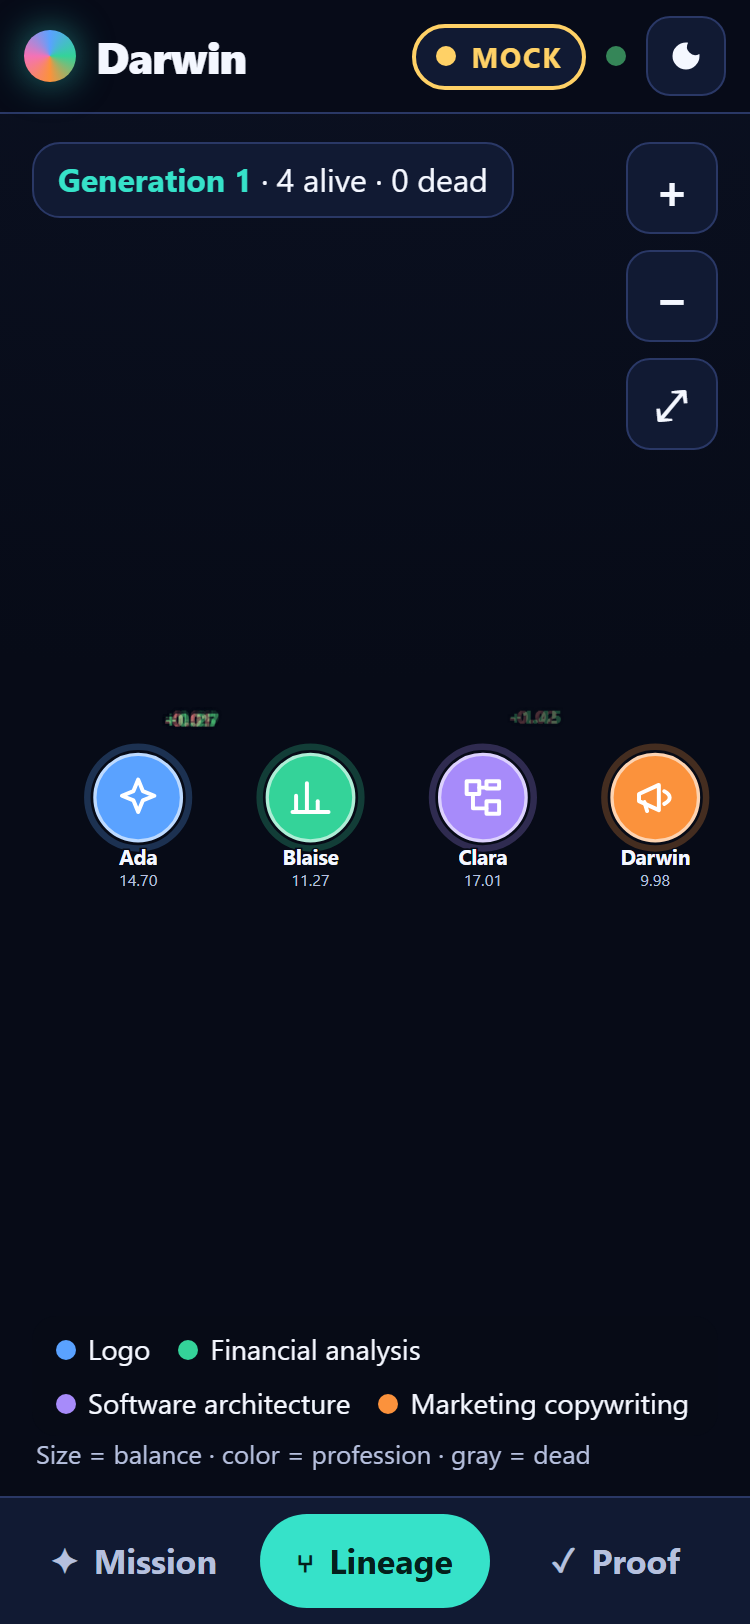 Darwin
MOCK
Generation 1 · 4 alive · 0 dead
+
−
Ada
14.70
Blaise
11.27
Clara
17.01
Darwin
9.98
Logo
Financial analysis
Software architecture
Marketing copywriting
Size = balance · color = profession · gray = dead
Mission
Lineage
Proof